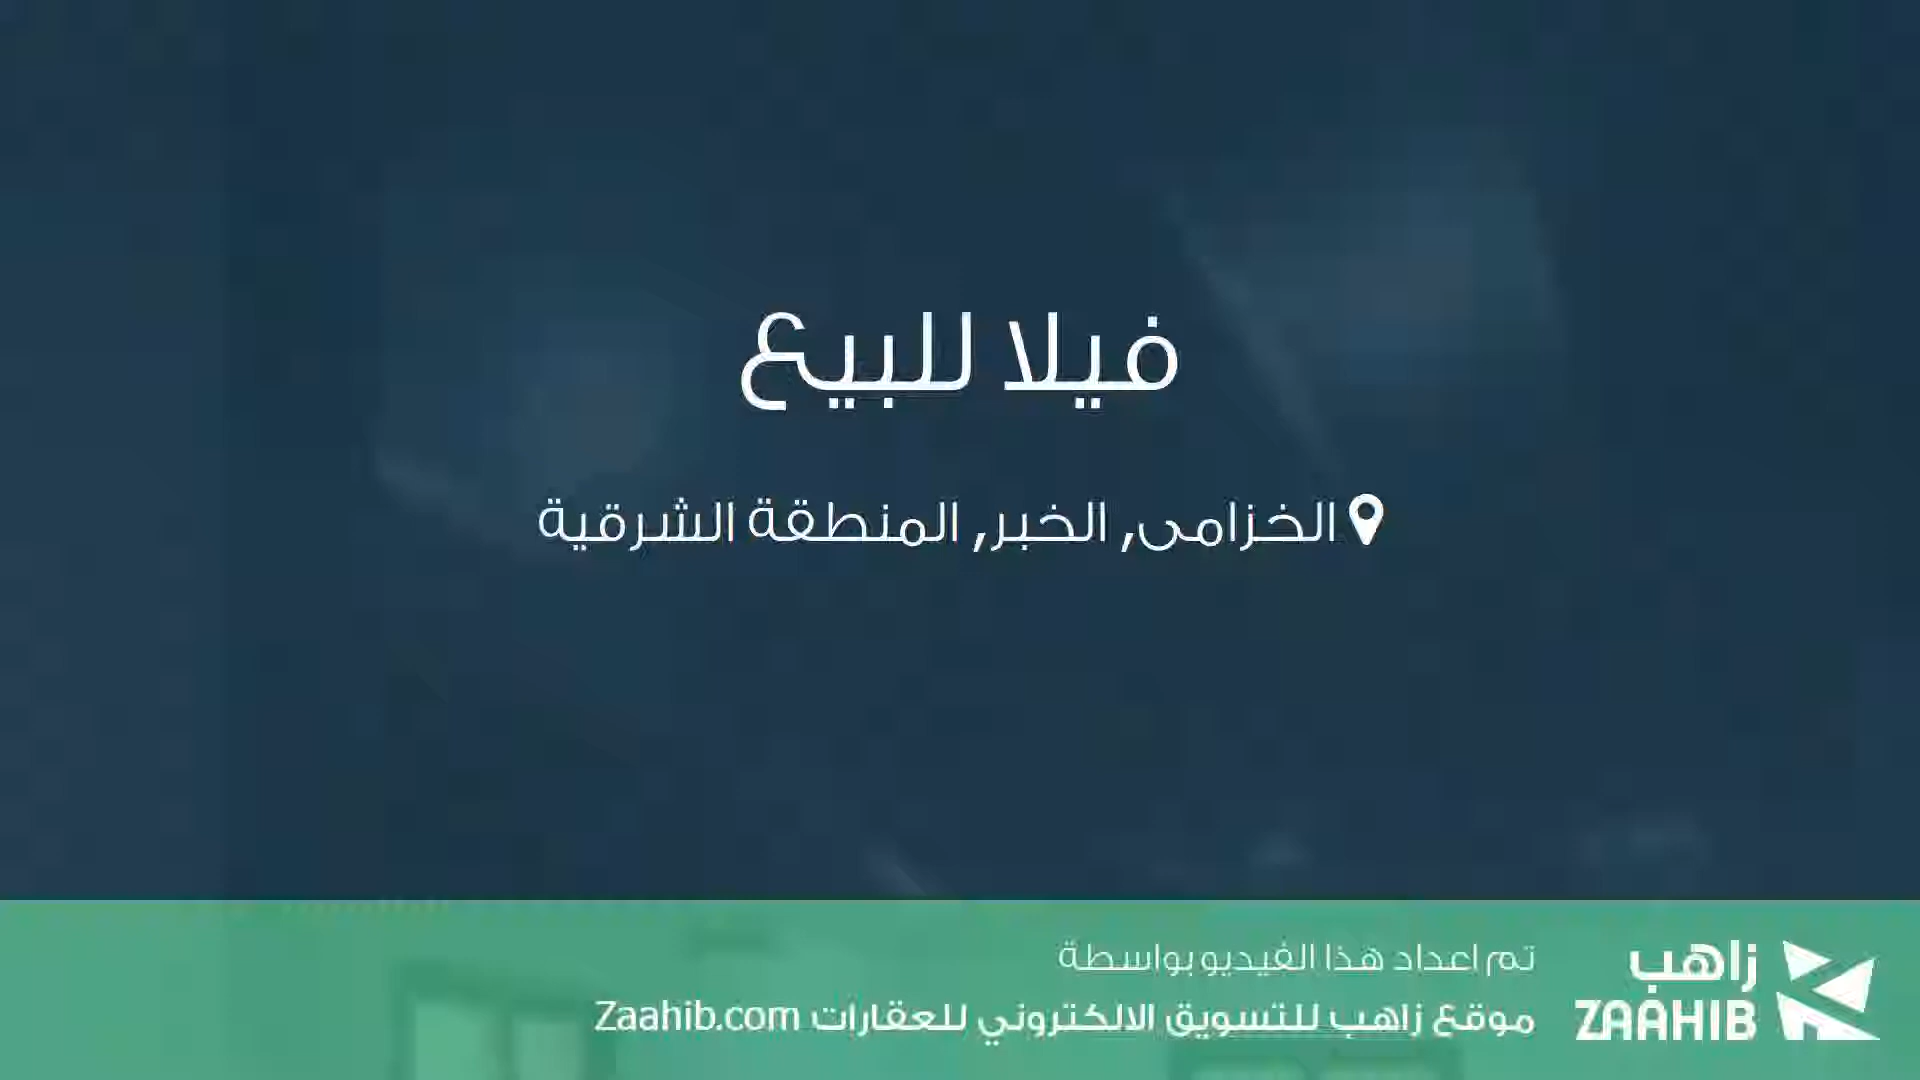 فيلا للبيع
الخزامى, الخبر, المنطقة الشرقية
تم اعداد هذا الفيديو بواسطة
موقع زاهب للتسويق الالكتروني للعقارات Zaahib.com
زاهب
ZAAHIB